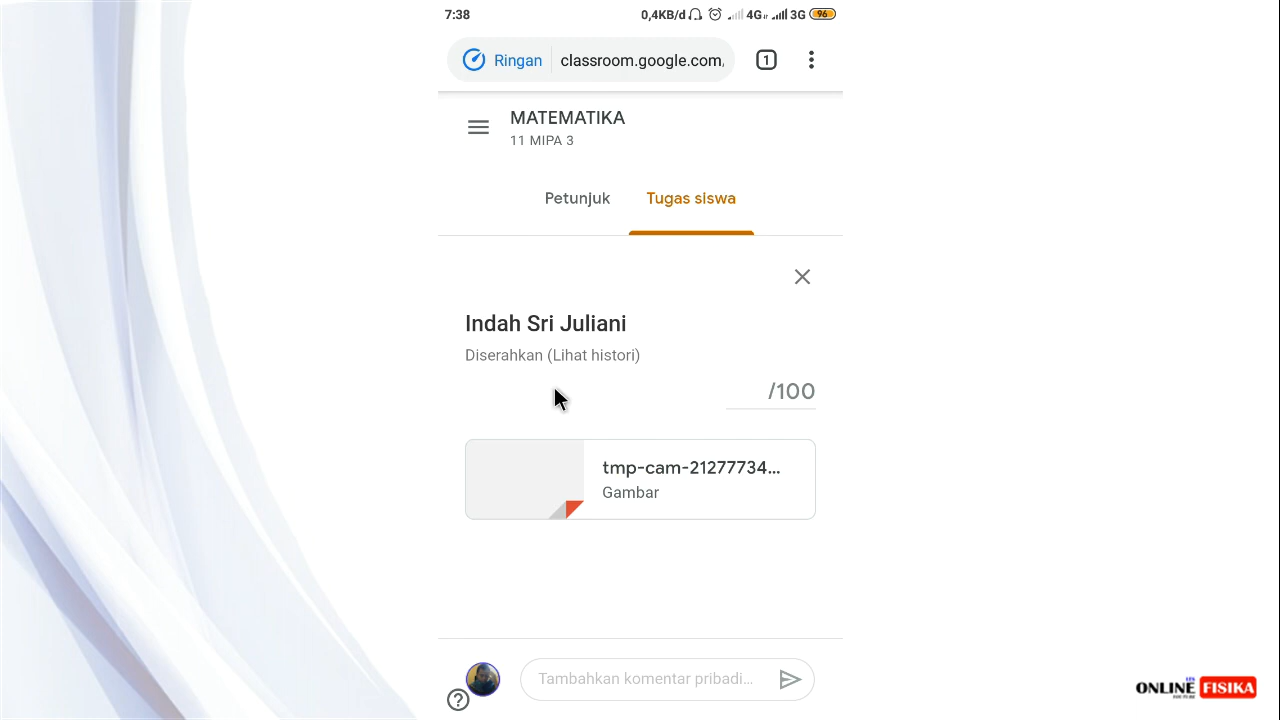 7:38
0,4KB/d 4G 3G 96
Ringan classroom.google.com
1
MATEMATIKA
11 MIPA 3
Petunjuk Tugas siswa
Indah Sri Juliani
Diserahkan (Lihat histori)
/100
tmp-cam-21277734...
Gambar
Tambahkan komentar pribadi...
ONLINE FISIKA